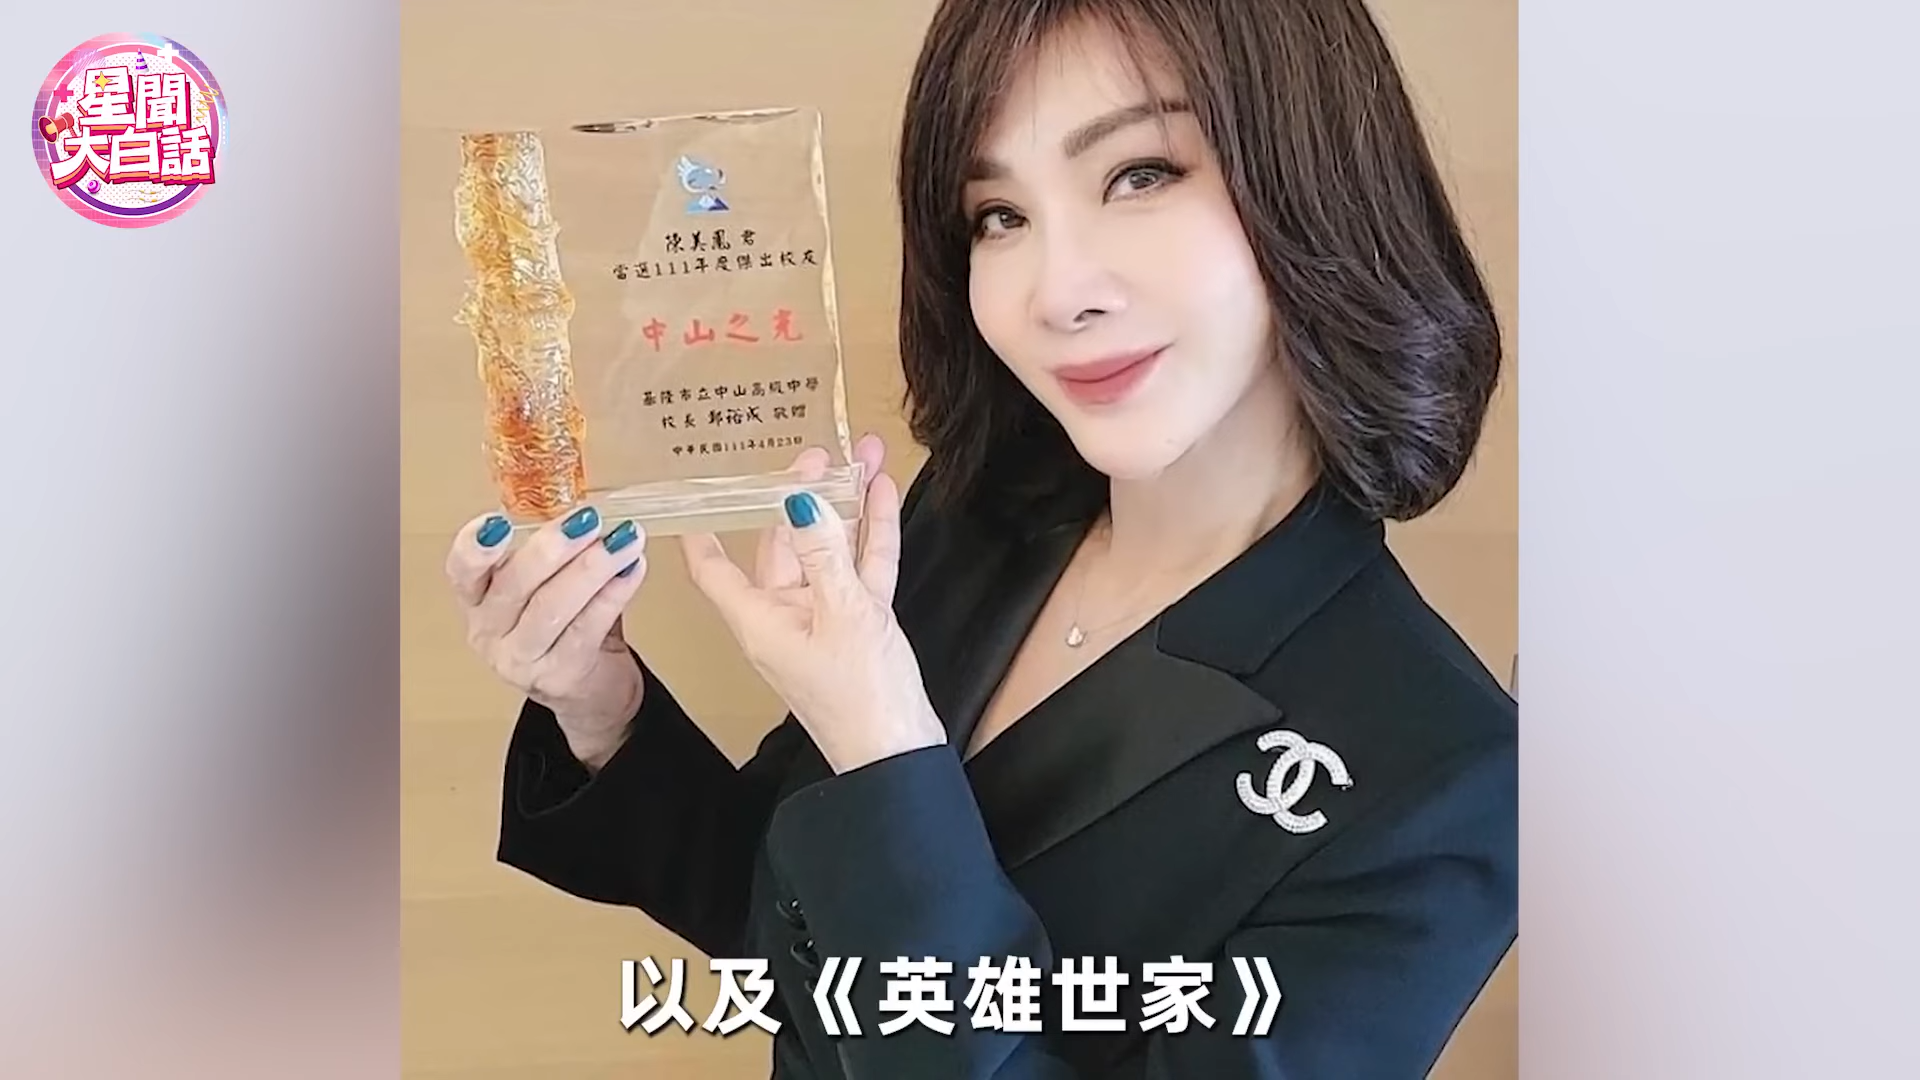 星聞
大白話
陳美鳳 君
當選111年度傑出校友
中山之光
基隆市立中山高級中學
校長 鄭裕成 敬贈
中華民國111年4月23日
以及《英雄世家》